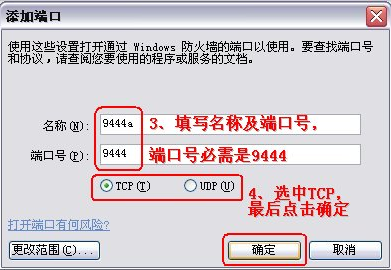 添加端口
使用这些设置打开通过 Windows 防火墙的端口以使用。要查找端口号
和协议，请查阅您要使用的程序或服务的文档。
名称(N): 9444a 3、填写名称及端口号，
端口号(P): 9444 端口号必需是9444
TCP(T) UDP(U) 4、选中TCP，
最后点击确定
打开端口有何风险?
更改范围(C)... 确定 取消